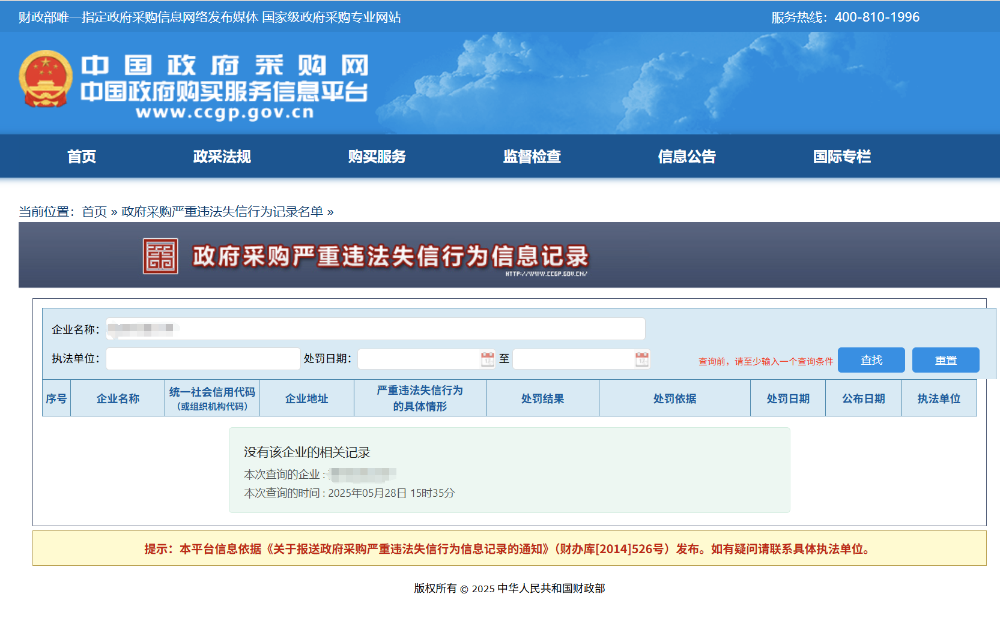 财政部唯一指定政府采购信息网络发布媒体 国家级政府采购专业网站
服务热线：400-810-1996
中国政府采购网
中国政府购买服务信息平台
www.ccgp.gov.cn
首页 政采法规 购买服务 监督检查 信息公告 国际专栏
当前位置：首页 » 政府采购严重违法失信行为记录名单 »
政府采购严重违法失信行为信息记录
HTTP://WWW.CCGP.GOV.CN/
企业名称：
执法单位： 处罚日期： 至 查询前，请至少输入一个查询条件 查找 重置
序号 企业名称 统一社会信用代码 （或组织机构代码） 企业地址 严重违法失信行为 的具体情形 处罚结果 处罚依据 处罚日期 公布日期 执法单位
没有该企业的相关记录
本次查询的企业 :
本次查询的时间 : 2025年05月28日 15时35分
提示：本平台信息依据《关于报送政府采购严重违法失信行为信息记录的通知》（财办库[2014]526号）发布。如有疑问请联系具体执法单位。
版权所有 © 2025 中华人民共和国财政部